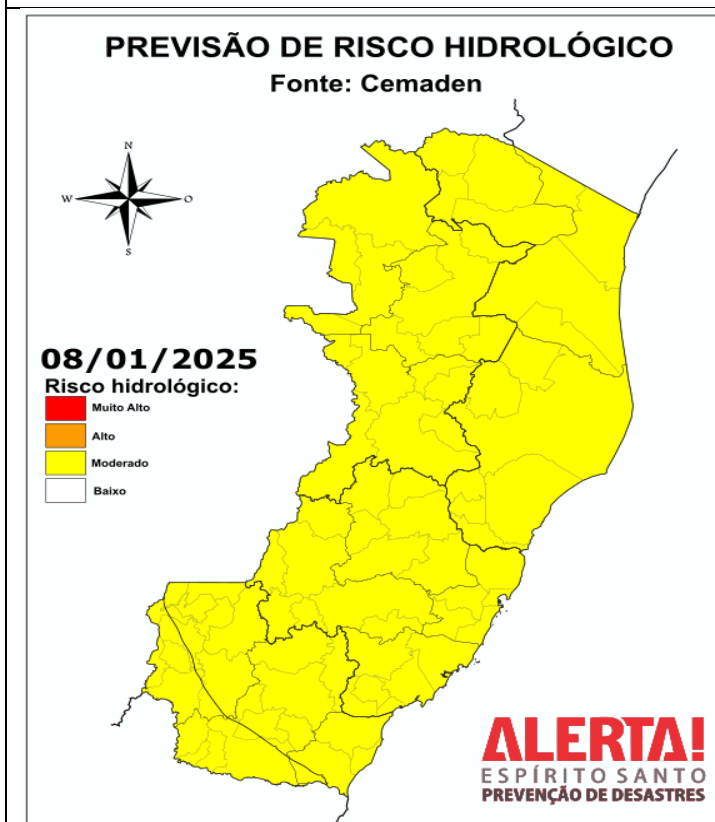 PREVISÃO DE RISCO HIDROLÓGICO
Fonte: Cemaden
N
W
O
S
08/01/2025
Risco hidrológico:
Muito Alto
Alto
Moderado
Baixo
ALERTA!
ESPÍRITO SANTO
PREVENÇÃO DE DESASTRES